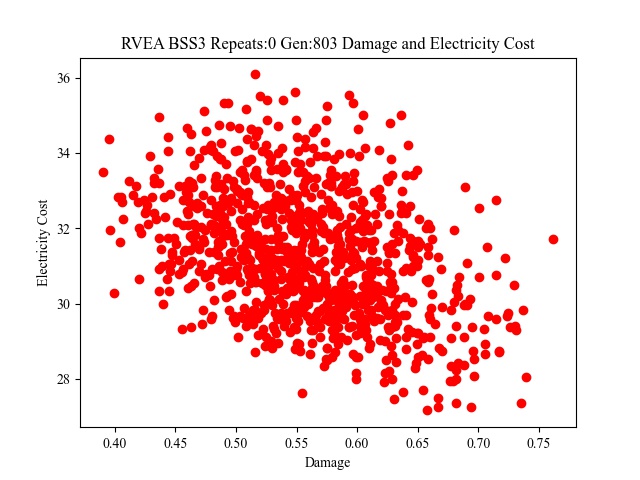 RVEA BSS3 Repeats:0 Gen:803 Damage and Electricity Cost
36
34
32
30
28
Electricity Cost
0.40 0.45 0.50 0.55 0.60 0.65 0.70 0.75
Damage